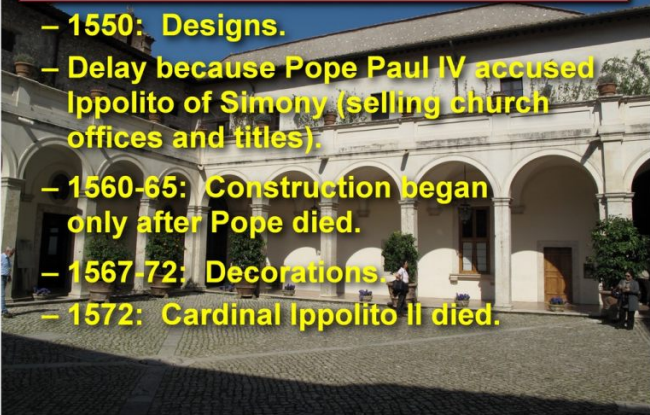 – 1550:  Designs.
– Delay because Pope Paul IV accused
Ippolito of Simony (selling church
offices and titles).
– 1560-65:  Construction began
only after Pope died.
– 1567-72:  Decorations.
– 1572:  Cardinal Ippolito II died.